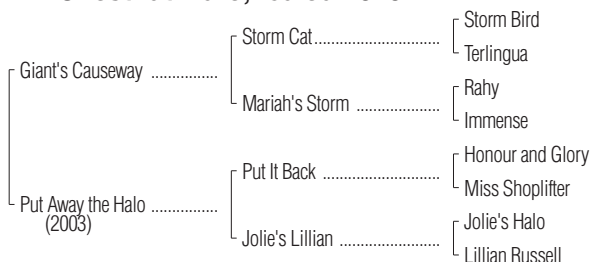 Storm Bird
Storm Cat
Terlingua
Giant's Causeway
Rahy
Mariah's Storm
Immense
Honour and Glory
Put It Back
Miss Shoplifter
Put Away the Halo
(2003)
Jolie's Halo
Jolie's Lillian
Lillian Russell